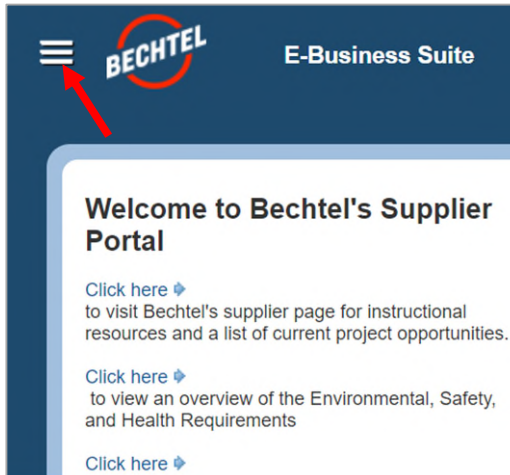 BECHTEL
E-Business Suite
Welcome to Bechtel's Supplier
Portal
Click here
to visit Bechtel's supplier page for instructional
resources and a list of current project opportunities.
Click here
to view an overview of the Environmental, Safety,
and Health Requirements
Click here